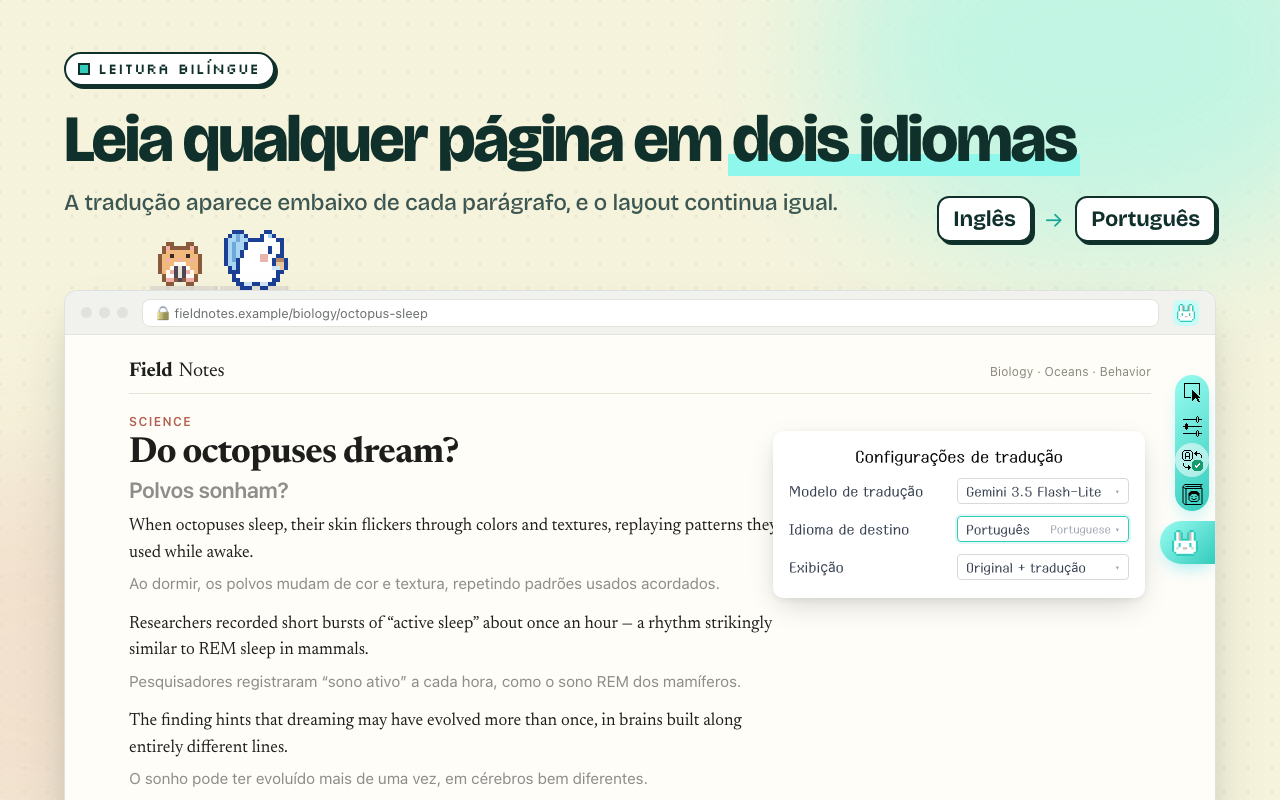 LEITURA BILÍNGUE
Leia qualquer página em dois idiomas
A tradução aparece embaixo de cada parágrafo, e o layout continua igual.
Inglês → Português
fieldnotes.example/biology/octopus-sleep
Field Notes
Biology · Oceans · Behavior
SCIENCE
Do octopuses dream?
Polvos sonham?
When octopuses sleep, their skin flickers through colors and textures, replaying patterns they
used while awake.
Ao dormir, os polvos mudam de cor e textura, repetindo padrões usados acordados.
Researchers recorded short bursts of “active sleep” about once an hour — a rhythm strikingly
similar to REM sleep in mammals.
Pesquisadores registraram “sono ativo” a cada hora, como o sono REM dos mamíferos.
The finding hints that dreaming may have evolved more than once, in brains built along
entirely different lines.
O sonho pode ter evoluído mais de uma vez, em cérebros bem diferentes.
Configurações de tradução
Modelo de tradução Gemini 3.5 Flash-Lite
Idioma de destino Português Portuguese
Exibição Original + tradução